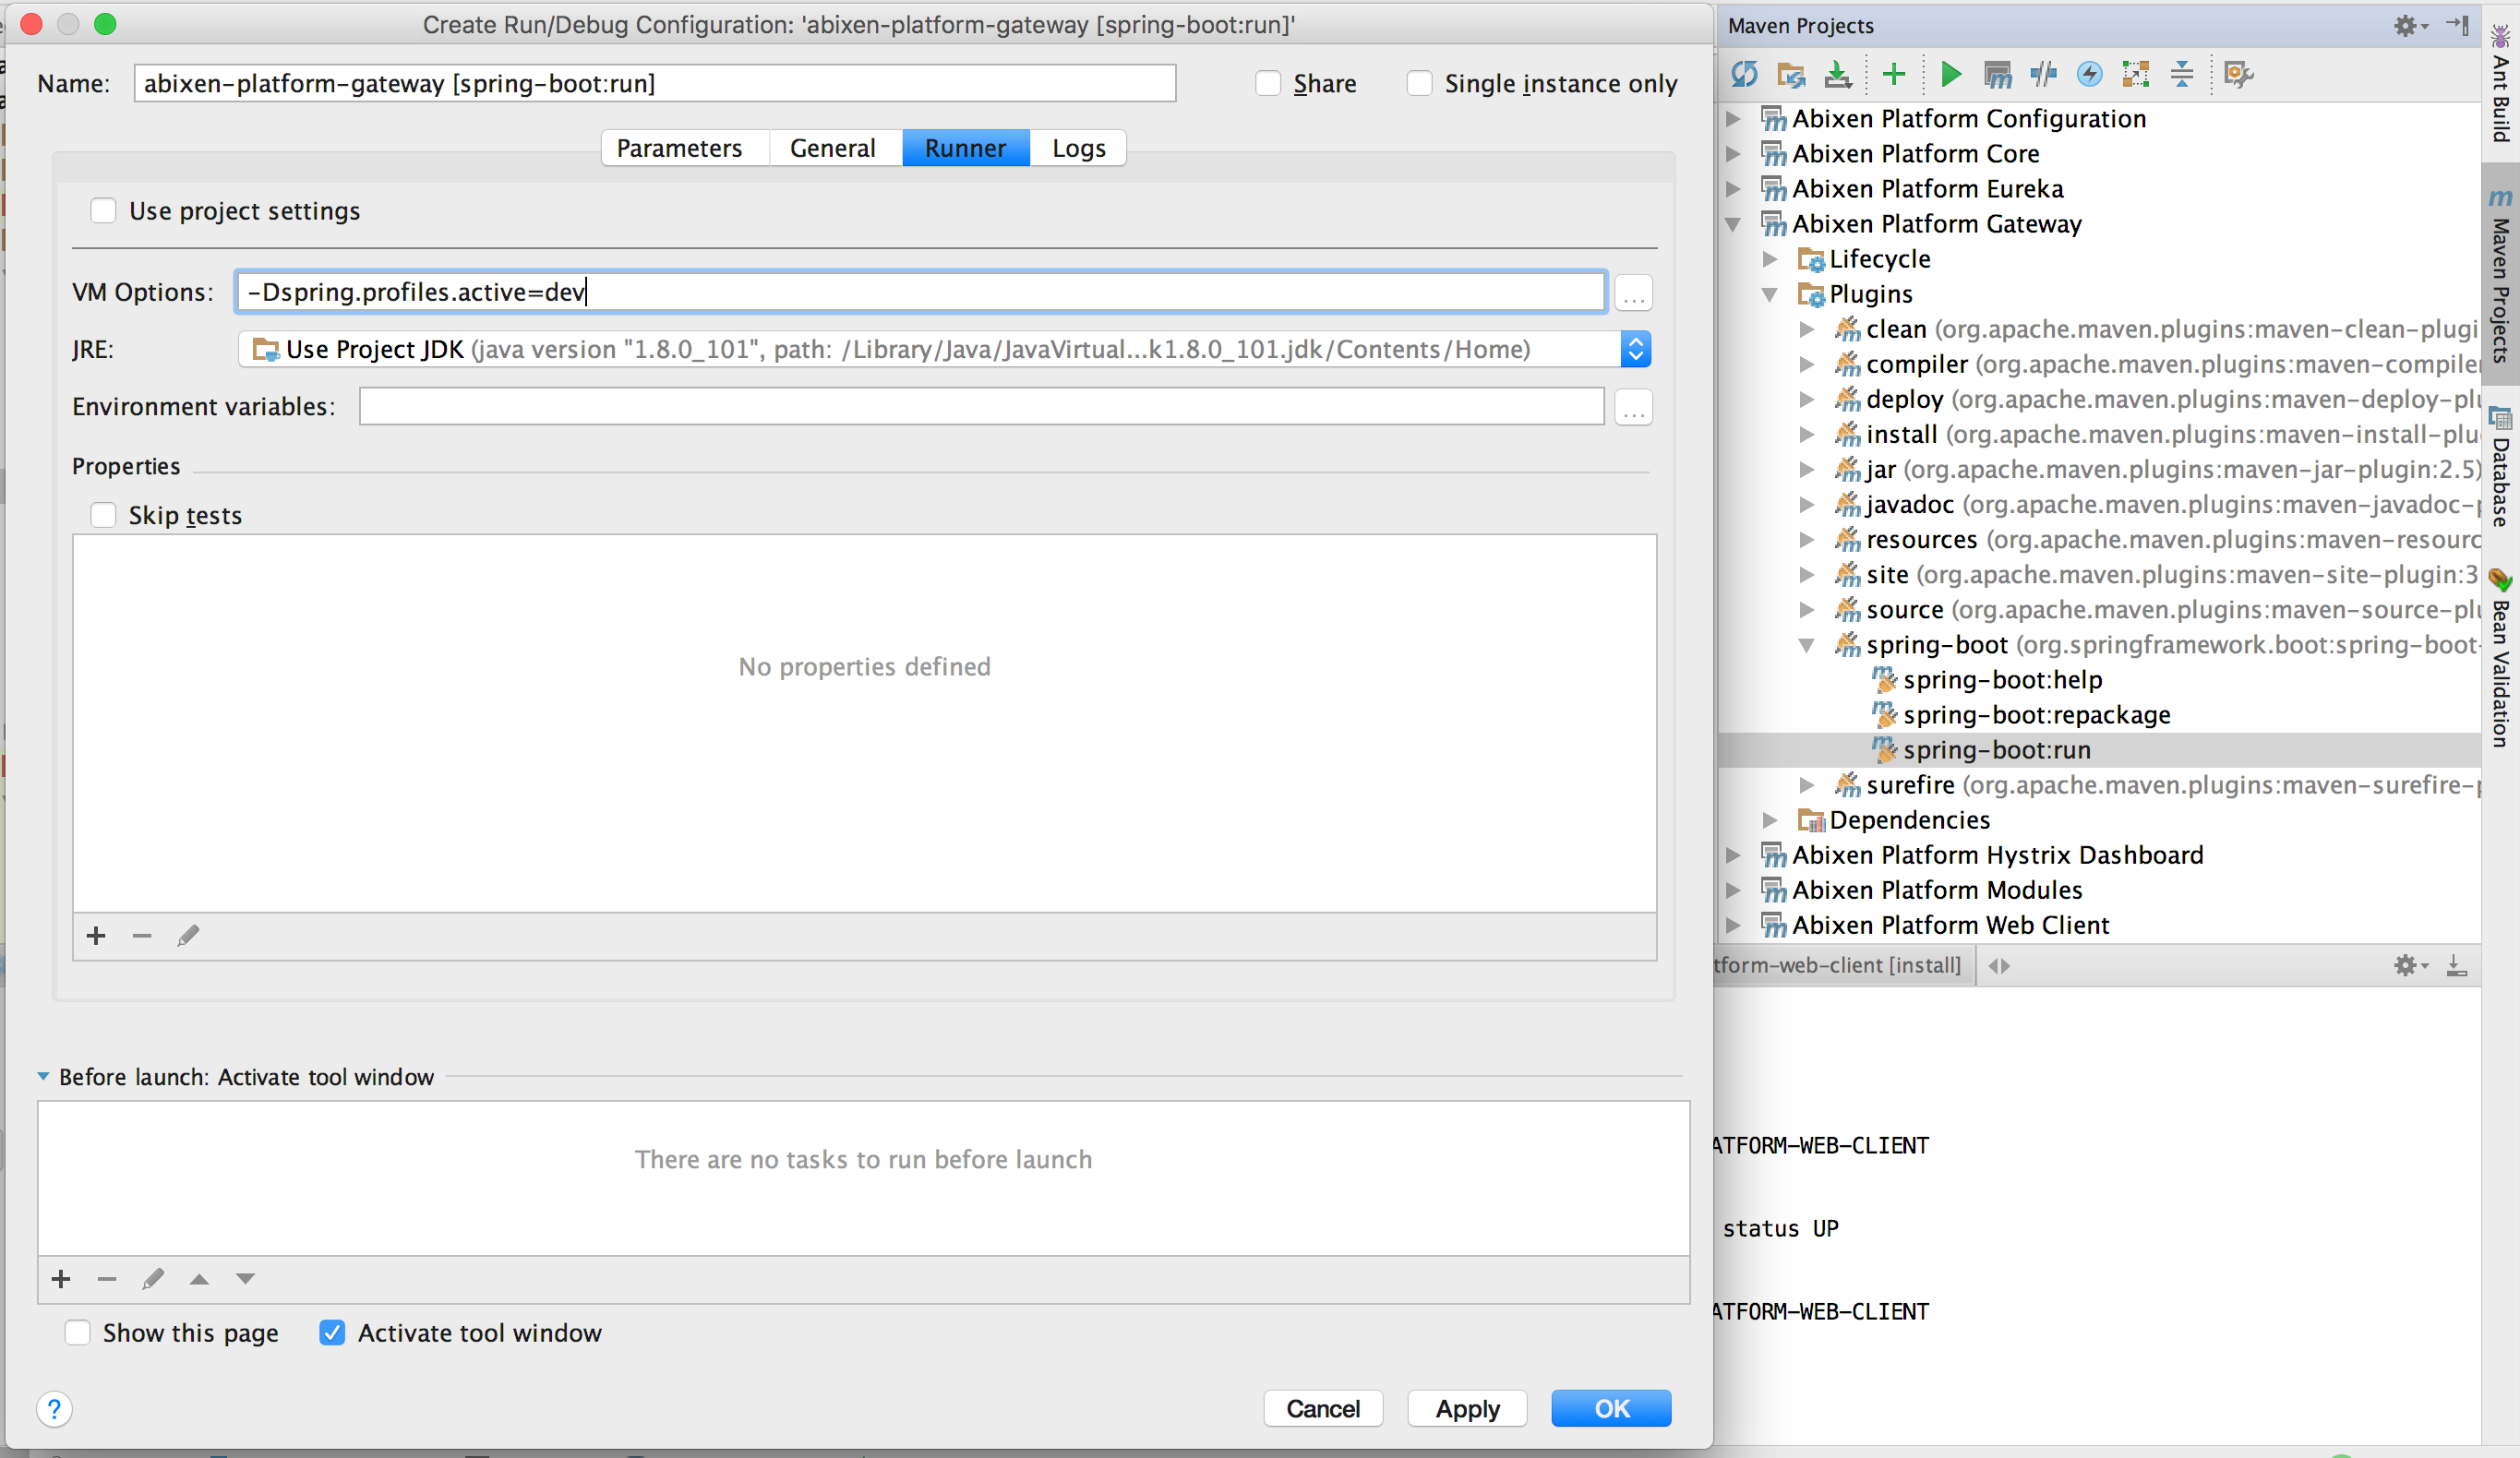 Create Run/Debug Configuration: 'abixen-platform-gateway [spring-boot:run]'
Name: abixen-platform-gateway [spring-boot:run]
Share
Single instance only
Parameters General Runner Logs
Use project settings
VM Options: -Dspring.profiles.active=dev ...
JRE: Use Project JDK (java version "1.8.0_101", path: /Library/Java/JavaVirtual...k1.8.0_101.jdk/Contents/Home)
Environment variables: ...
Properties
Skip tests
No properties defined
Before launch: Activate tool window
There are no tasks to run before launch
Show this page
Activate tool window
?
Cancel Apply OK
Maven Projects
Abixen Platform Configuration
Abixen Platform Core
Abixen Platform Eureka
Abixen Platform Gateway
Lifecycle
Plugins
clean (org.apache.maven.plugins:maven-clean-plugi
compiler (org.apache.maven.plugins:maven-compiler
deploy (org.apache.maven.plugins:maven-deploy-plu
install (org.apache.maven.plugins:maven-install-plu
jar (org.apache.maven.plugins:maven-jar-plugin:2.5)
javadoc (org.apache.maven.plugins:maven-javadoc-p
resources (org.apache.maven.plugins:maven-resourc
site (org.apache.maven.plugins:maven-site-plugin:3
source (org.apache.maven.plugins:maven-source-plu
spring-boot (org.springframework.boot:spring-boot-
spring-boot:help
spring-boot:repackage
spring-boot:run
surefire (org.apache.maven.plugins:maven-surefire-p
Dependencies
Abixen Platform Hystrix Dashboard
Abixen Platform Modules
Abixen Platform Web Client
tform-web-client [install]
ATFORM-WEB-CLIENT
status UP
ATFORM-WEB-CLIENT
Ant Build
Maven Projects
Database
Bean Validation